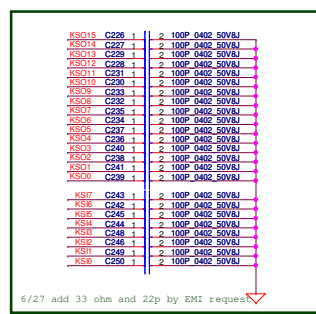 KSO15 C226 1 2 100P_0402_50V8J
KSO14 C227 1 2 100P_0402_50V8J
KSO13 C229 1 2 100P_0402_50V8J
KSO12 C228 1 2 100P_0402_50V8J
KSO11 C231 1 2 100P_0402_50V8J
KSO10 C230 1 2 100P_0402_50V8J
KSO9 C233 1 2 100P_0402_50V8J
KSO8 C232 1 2 100P_0402_50V8J
KSO7 C235 1 2 100P_0402_50V8J
KSO6 C234 1 2 100P_0402_50V8J
KSO5 C237 1 2 100P_0402_50V8J
KSO4 C236 1 2 100P_0402_50V8J
KSO3 C240 1 2 100P_0402_50V8J
KSO2 C238 1 2 100P_0402_50V8J
KSO1 C241 1 2 100P_0402_50V8J
KSO0 C239 1 2 100P_0402_50V8J
KSI7 C243 1 2 100P_0402_50V8J
KSI6 C242 1 2 100P_0402_50V8J
KSI5 C245 1 2 100P_0402_50V8J
KSI4 C244 1 2 100P_0402_50V8J
KSI3 C248 1 2 100P_0402_50V8J
KSI2 C246 1 2 100P_0402_50V8J
KSI1 C249 1 2 100P_0402_50V8J
KSI0 C250 1 2 100P_0402_50V8J
6/27 add 33 ohm and 22p by EMI request